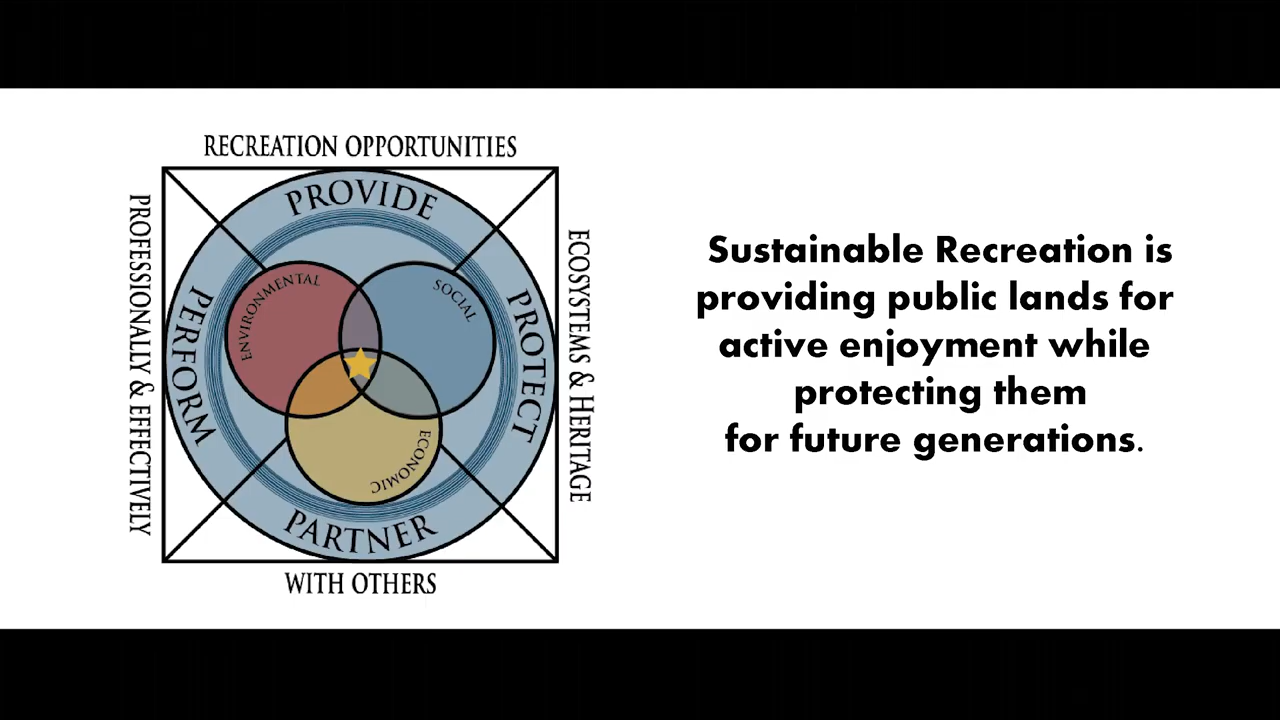 RECREATION OPPORTUNITIES
PROVIDE
PROFESSIONALLY & EFFECTIVELY
PERFORM
ENVIRONMENTAL
SOCIAL
PROTECT
ECOSYSTEMS & HERITAGE
ECONOMIC
PARTNER
WITH OTHERS
Sustainable Recreation is
providing public lands for
active enjoyment while
protecting them
for future generations.